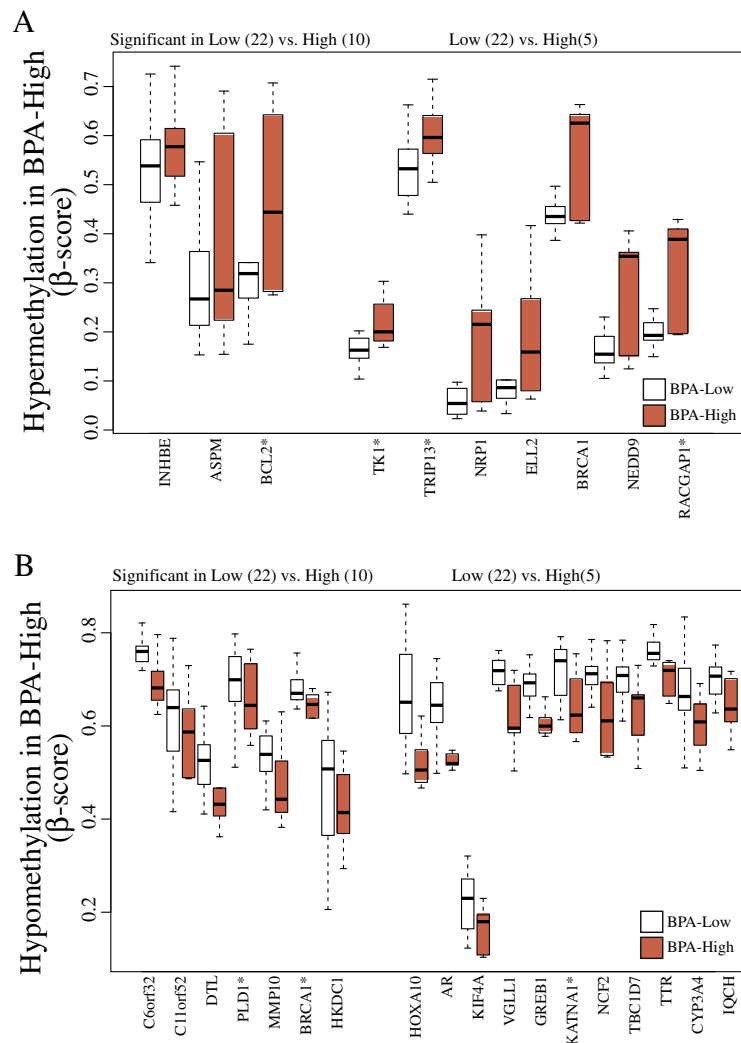 A
Significant in Low (22) vs. High (10)
Low (22) vs. High(5)
Hypermethylation in BPA-High
(β-score)
0.7
0.6
0.5
0.4
0.3
0.2
0.1
0.0
BPA-Low
BPA-High
INHBE
ASPM
BCL2*
TK1*
TRIP13*
NRP1
ELL2
BRCA1
NEDD9
RACGAP1*
B
Significant in Low (22) vs. High (10)
Low (22) vs. High(5)
Hypomethylation in BPA-High
(β-score)
0.8
0.6
0.4
0.2
BPA-Low
BPA-High
C6orf32
C11orf52
DTL
PLD1*
MMP10
BRCA1*
HKDC1
HOXA10
AR
KIF4A
VGLL1
GREB1
KATNA1*
NCF2
TBC1D7
TTR
CYP3A4
IQCH